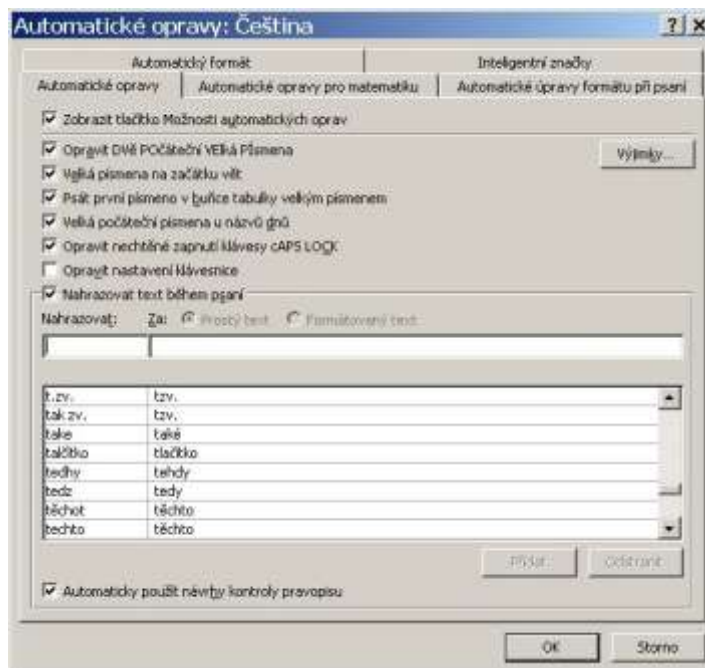 Automatické opravy: Čeština
Automatický formát Inteligentní značky
Automatické opravy Automatické opravy pro matematiku Automatické úpravy formátu při psaní
Zobrazit tlačítko Možnosti automatických oprav
Opravit DVě POčáteční VElká PÍsmena Výjimky...
Velká písmena na začátku vět
Psát první písmeno v buňce tabulky velkým písmenem
Velká počáteční písmena u názvů dnů
Opravit nechtěné zapnutí klávesy cAPS LOCK
Opravit nastavení klávesnice
Nahrazovat text během psaní
Nahrazovat: Za: Prostý text Formátovaný text
t.zv. tzv.
tak zv. tzv.
take také
talčítko tlačítko
tedhy tehdy
tedz tedy
těchot těchto
techto těchto
Přidat Odstranit
Automaticky použít návrhy kontroly pravopisu
OK Storno